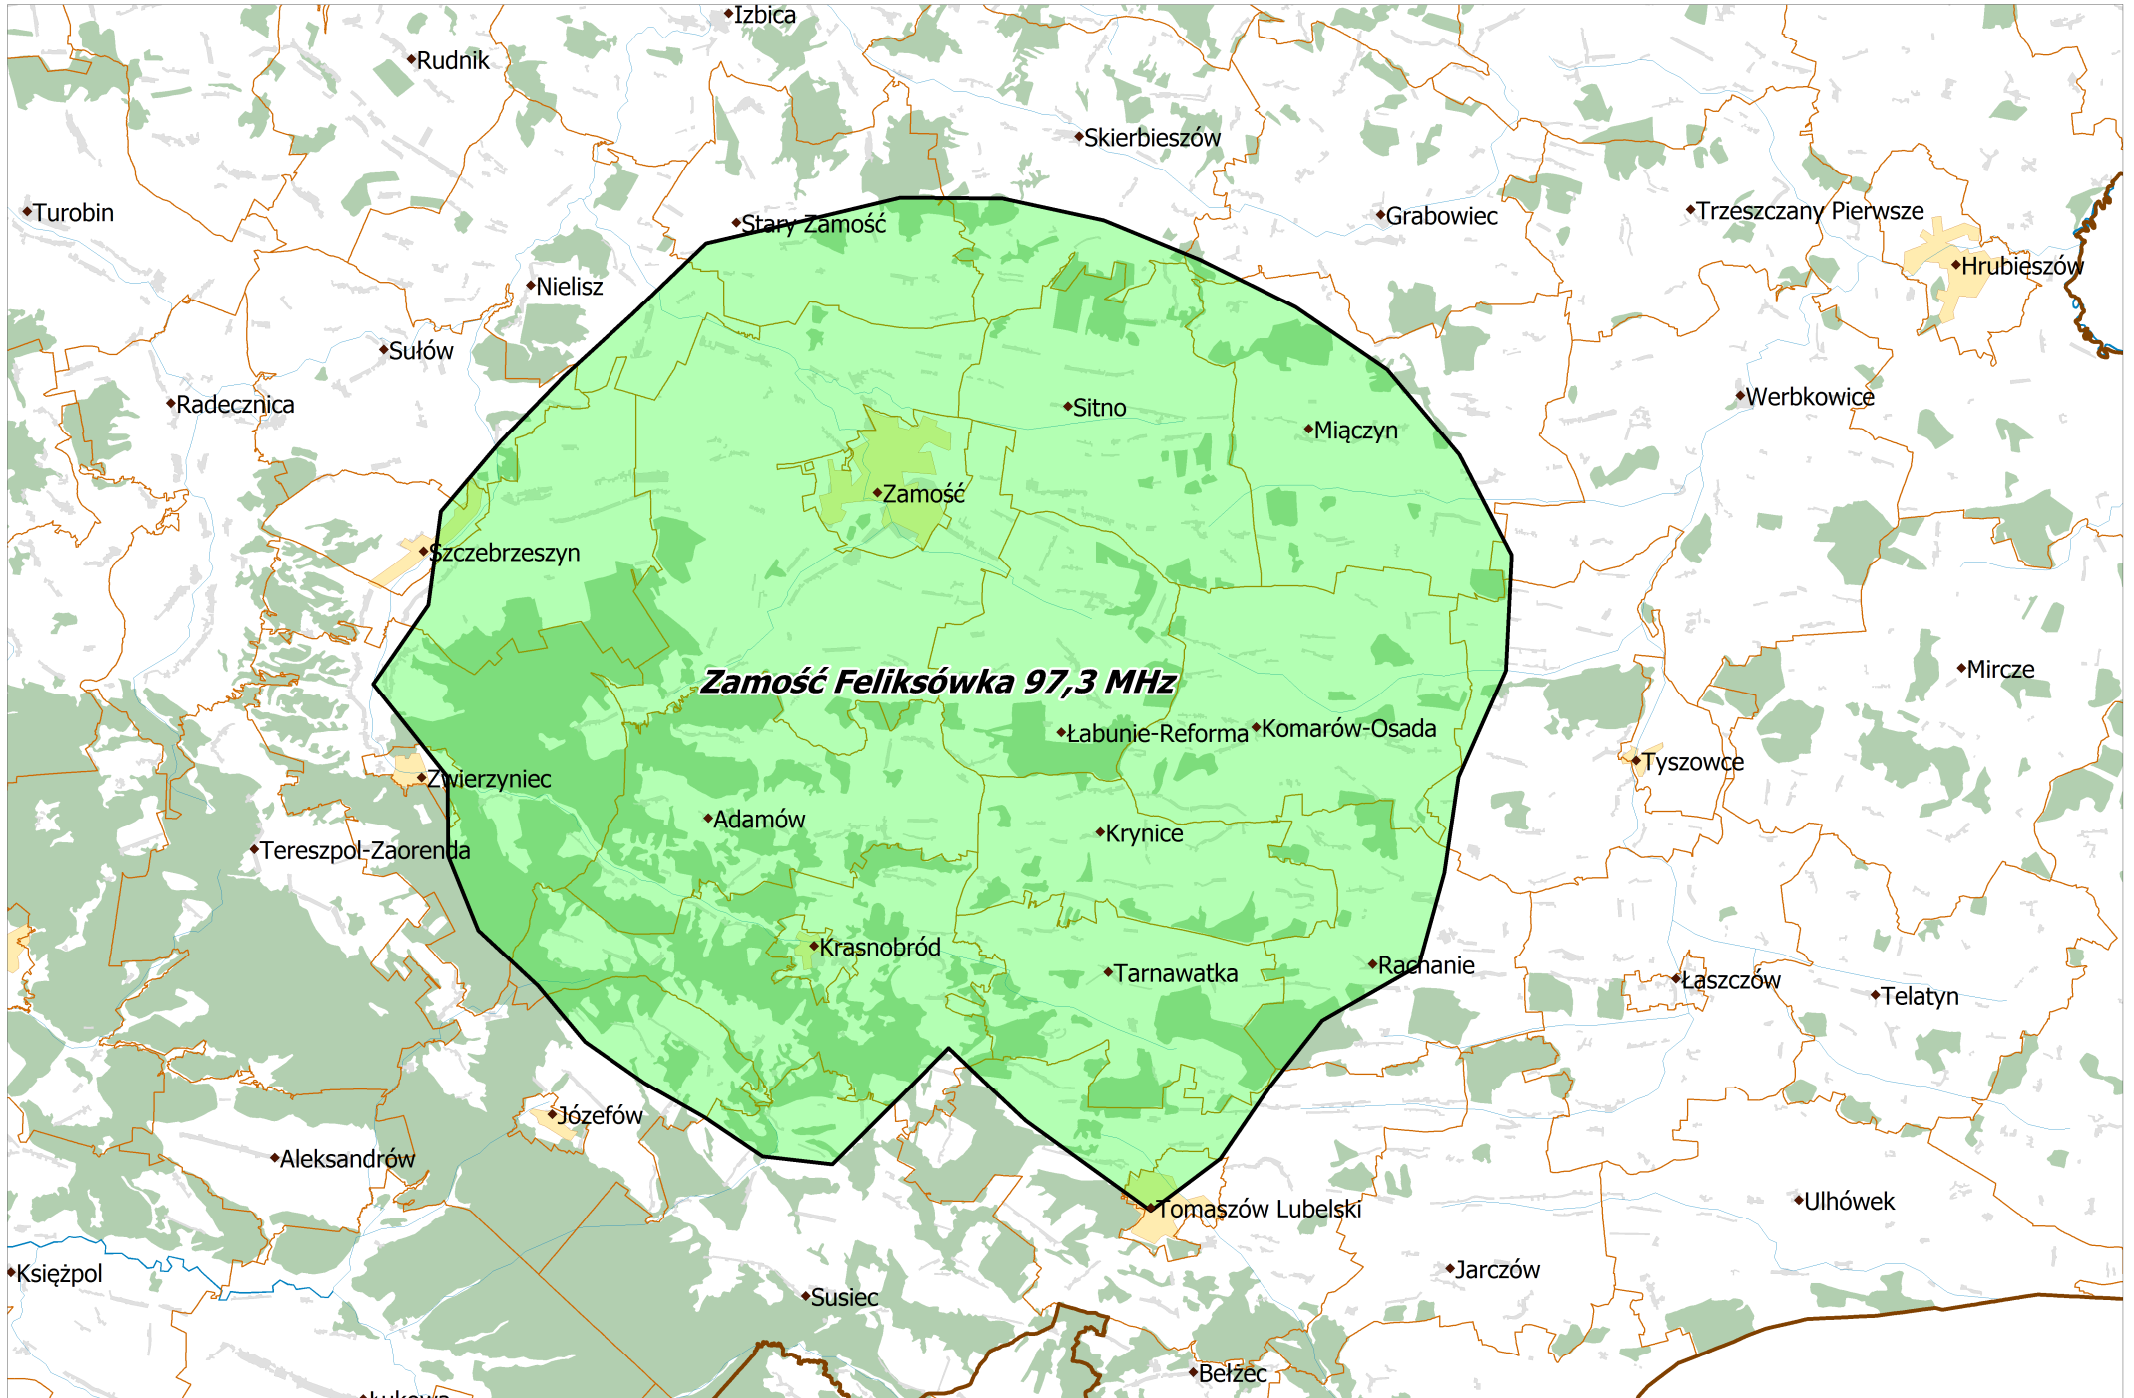 Izbica
Rudnik
Skierbieszów
Turobin
Stary Zamość
Grabowiec
Trzeszczany Pierwsze
Hrubieszów
Nielisz
Sułów
Radecznica
Sitno
Werbkowice
Miączyn
Zamość
Szczebrzeszyn
Mircze
Zamość Feliksówka 97,3 MHz
Łabunie-Reforma
Komarów-Osada
Tyszowce
Zwierzyniec
Adamów
Krynice
Tereszpol-Zaorenda
Krasnobród
Tarnawatka
Rachanie
Łaszczów
Telatyn
Józefów
Aleksandrów
Tomaszów Lubelski
Ulhówek
Księżpol
Jarczów
Susiec
Bełżec